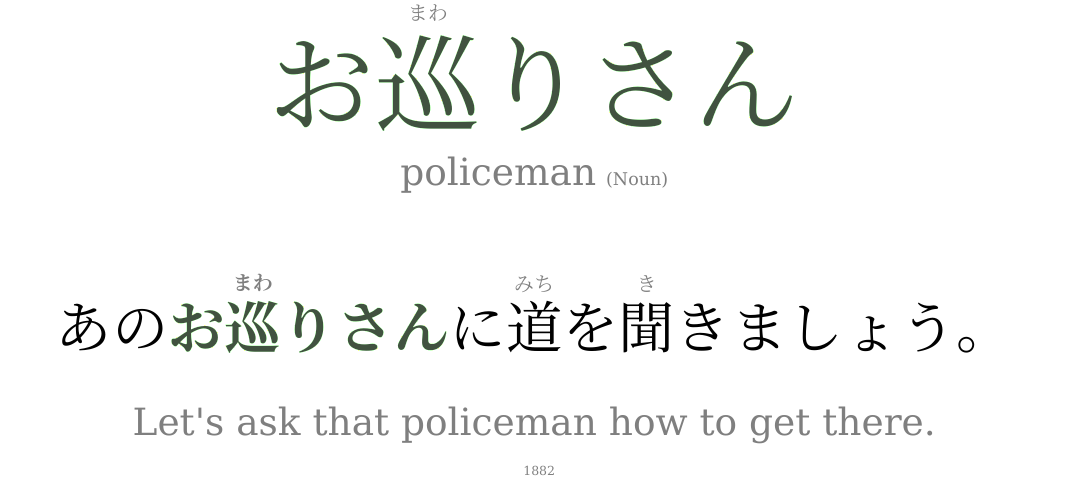 まわ
お巡りさん
policeman (Noun)
まわ みち き
あのお巡りさんに道を聞きましょう。
Let's ask that policeman how to get there.
1882